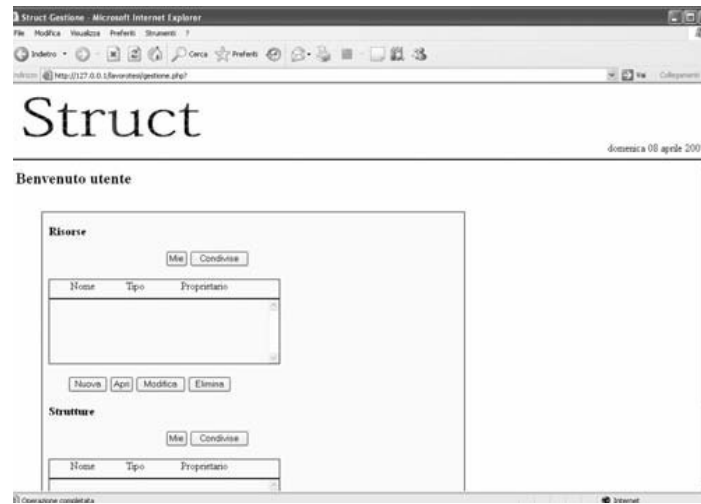 Struct Gestione - Microsoft Internet Explorer
File Modifica Visualizza Preferiti Strumenti ?
Indietro Cerca Preferiti
Indirizzo http://127.0.0.1/lavorotesi/gestione.php? Vai Collegamenti
Struct
domenica 08 aprile 200
Benvenuto utente
Risorse
Mie Condivise
Nome Tipo Proprietario
Nuova Apri Modifica Elimina
Strutture
Mie Condivise
Nome Tipo Proprietario
Operazione completata Internet